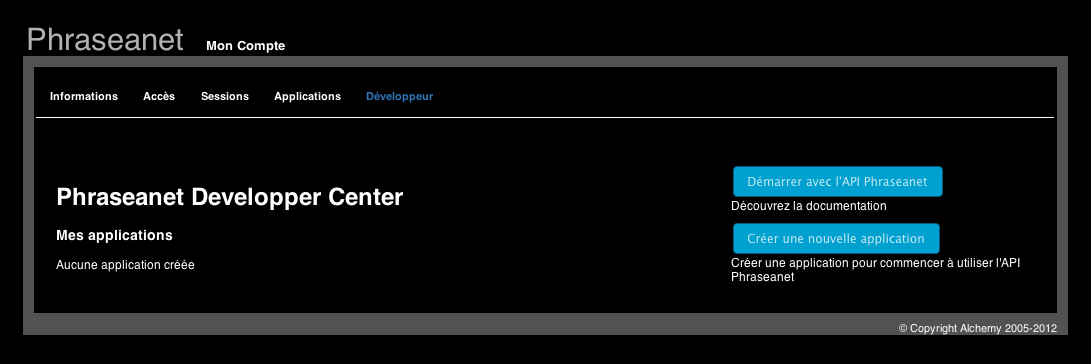 Phraseanet Mon Compte
Informations Accès Sessions Applications Développeur
Phraseanet Developper Center
Mes applications
Aucune application créée
Démarrer avec l'API Phraseanet
Découvrez la documentation
Créer une nouvelle application
Créer une application pour commencer à utiliser l'API
Phraseanet
© Copyright Alchemy 2005-2012